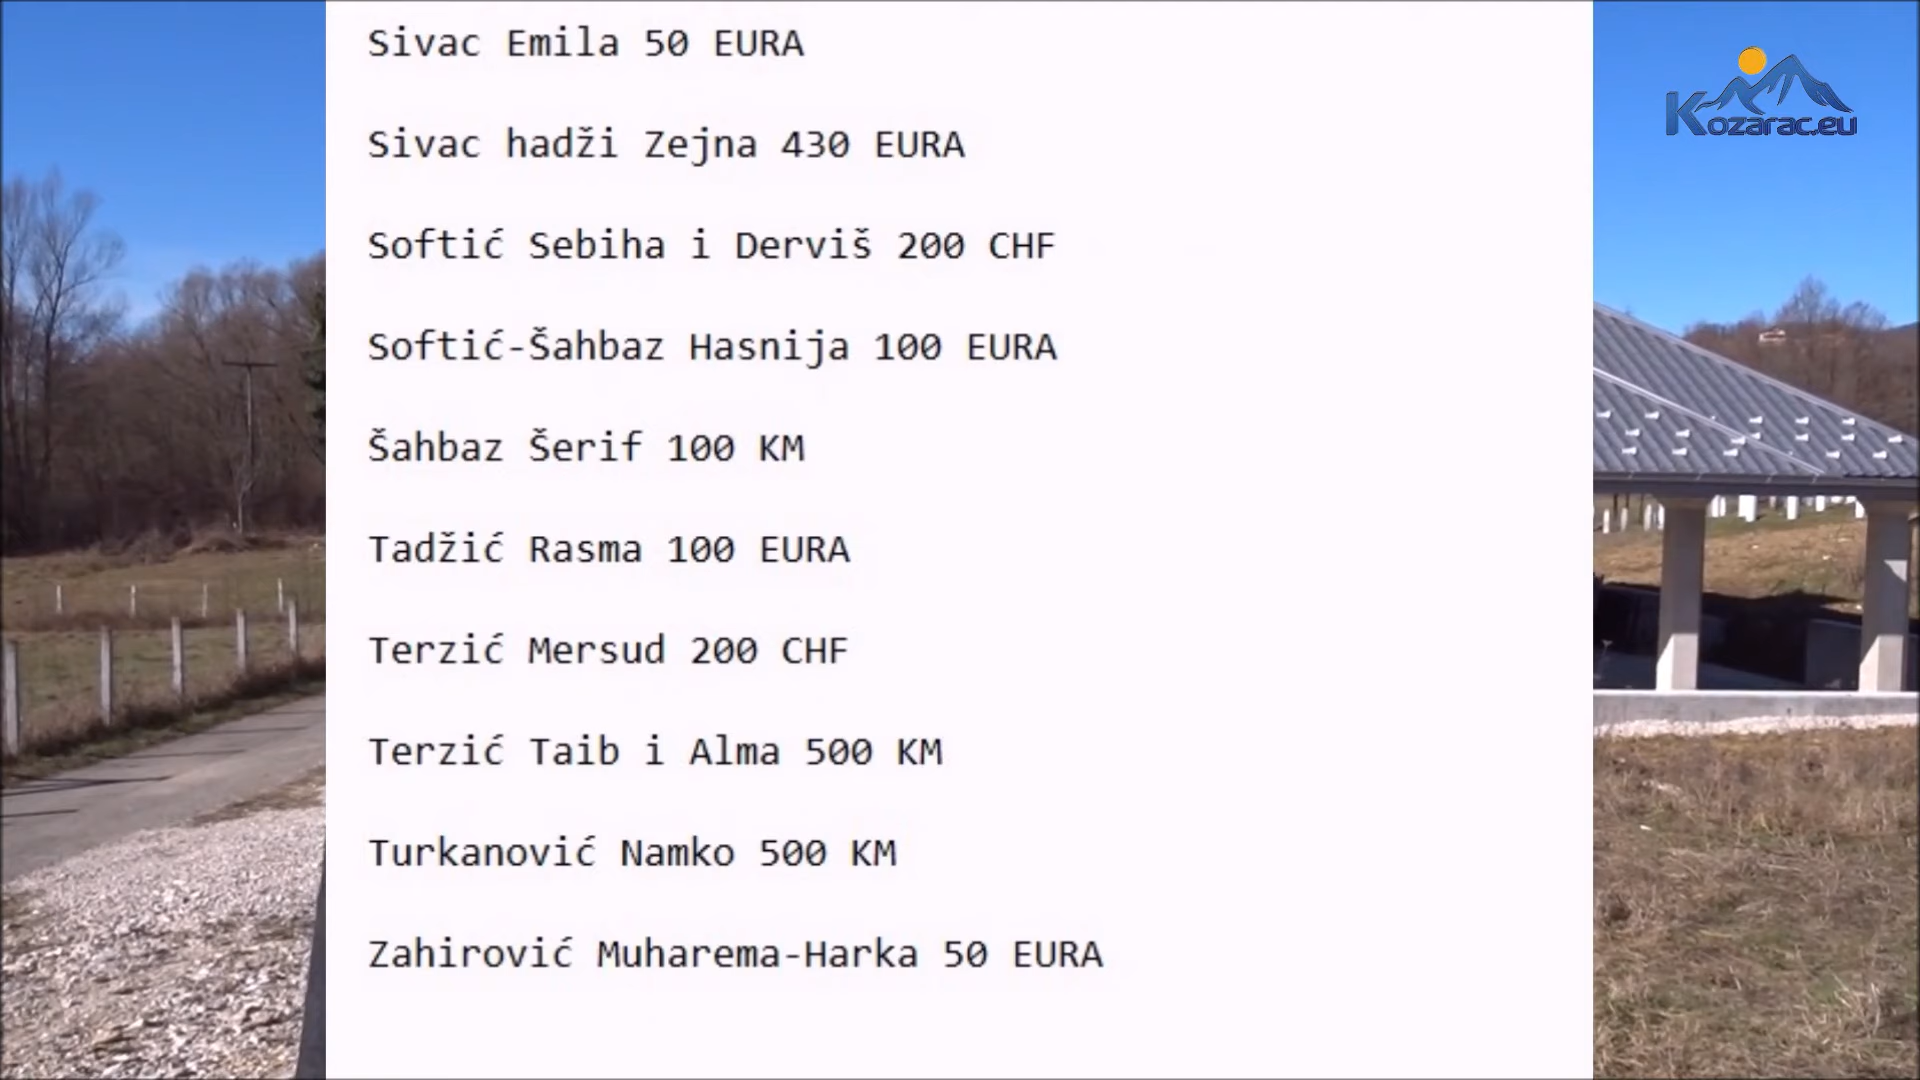 Sivac Emila 50 EURA
Sivac hadži Zejna 430 EURA
Softić Sebiha i Derviš 200 CHF
Softić-Šahbaz Hasnija 100 EURA
Šahbaz Šerif 100 KM
Tadžić Rasma 100 EURA
Terzić Mersud 200 CHF
Terzić Taib i Alma 500 KM
Turkanović Namko 500 KM
Zahirović Muharema-Harka 50 EURA
Kozarac.eu